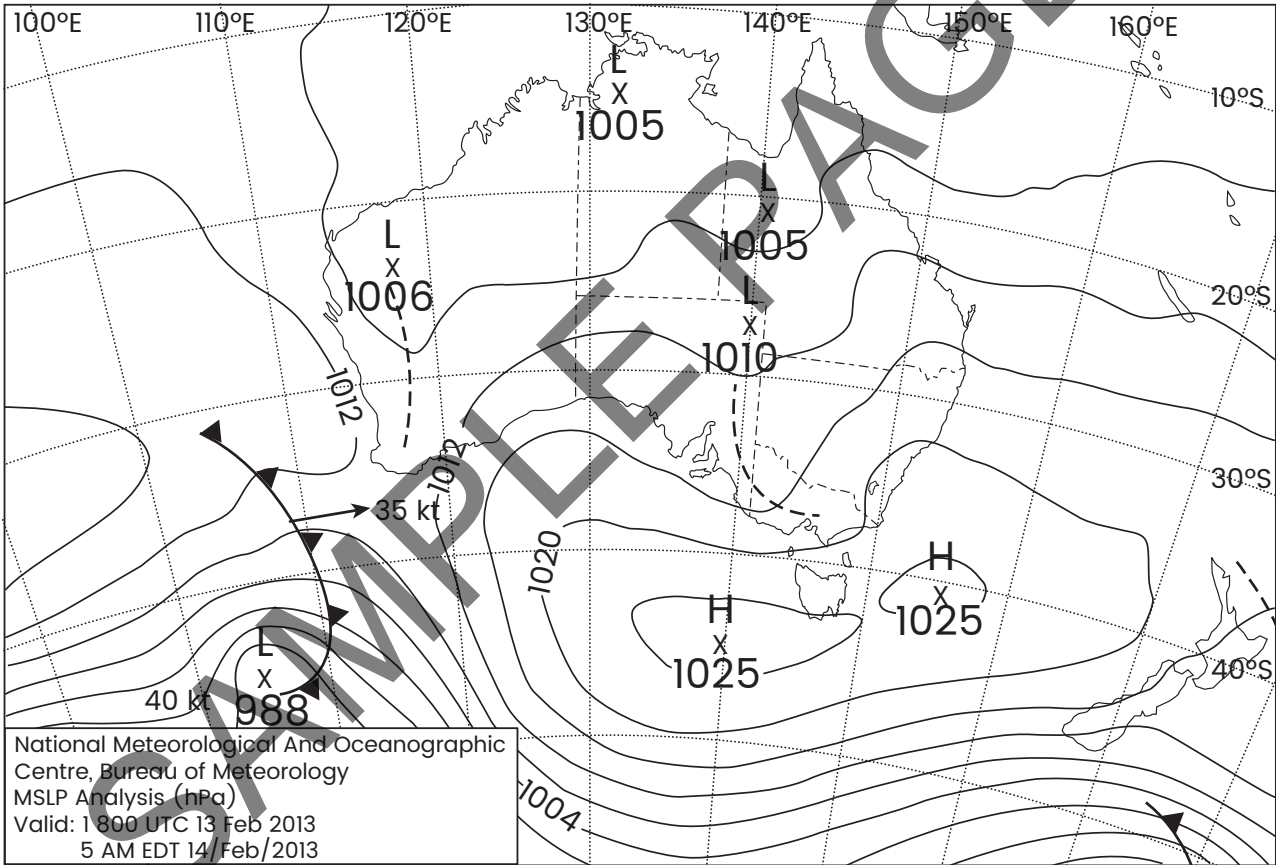 100°E 110°E 120°E 130°E 140°E 150°E 160°E
L
X
1005
10°S
L
X
1005
L
X
1006
20°S
L
X
1010
1012
1012
30°S
35 kt
1020
H
X
1025
H
X
1025
L
X
988
40°S
40 kt
1004
National Meteorological And Oceanographic
Centre, Bureau of Meteorology
MSLP Analysis (hPa)
Valid: 1 800 UTC 13 Feb 2013
5 AM EDT 14/Feb/2013
SAMPLE PAGE